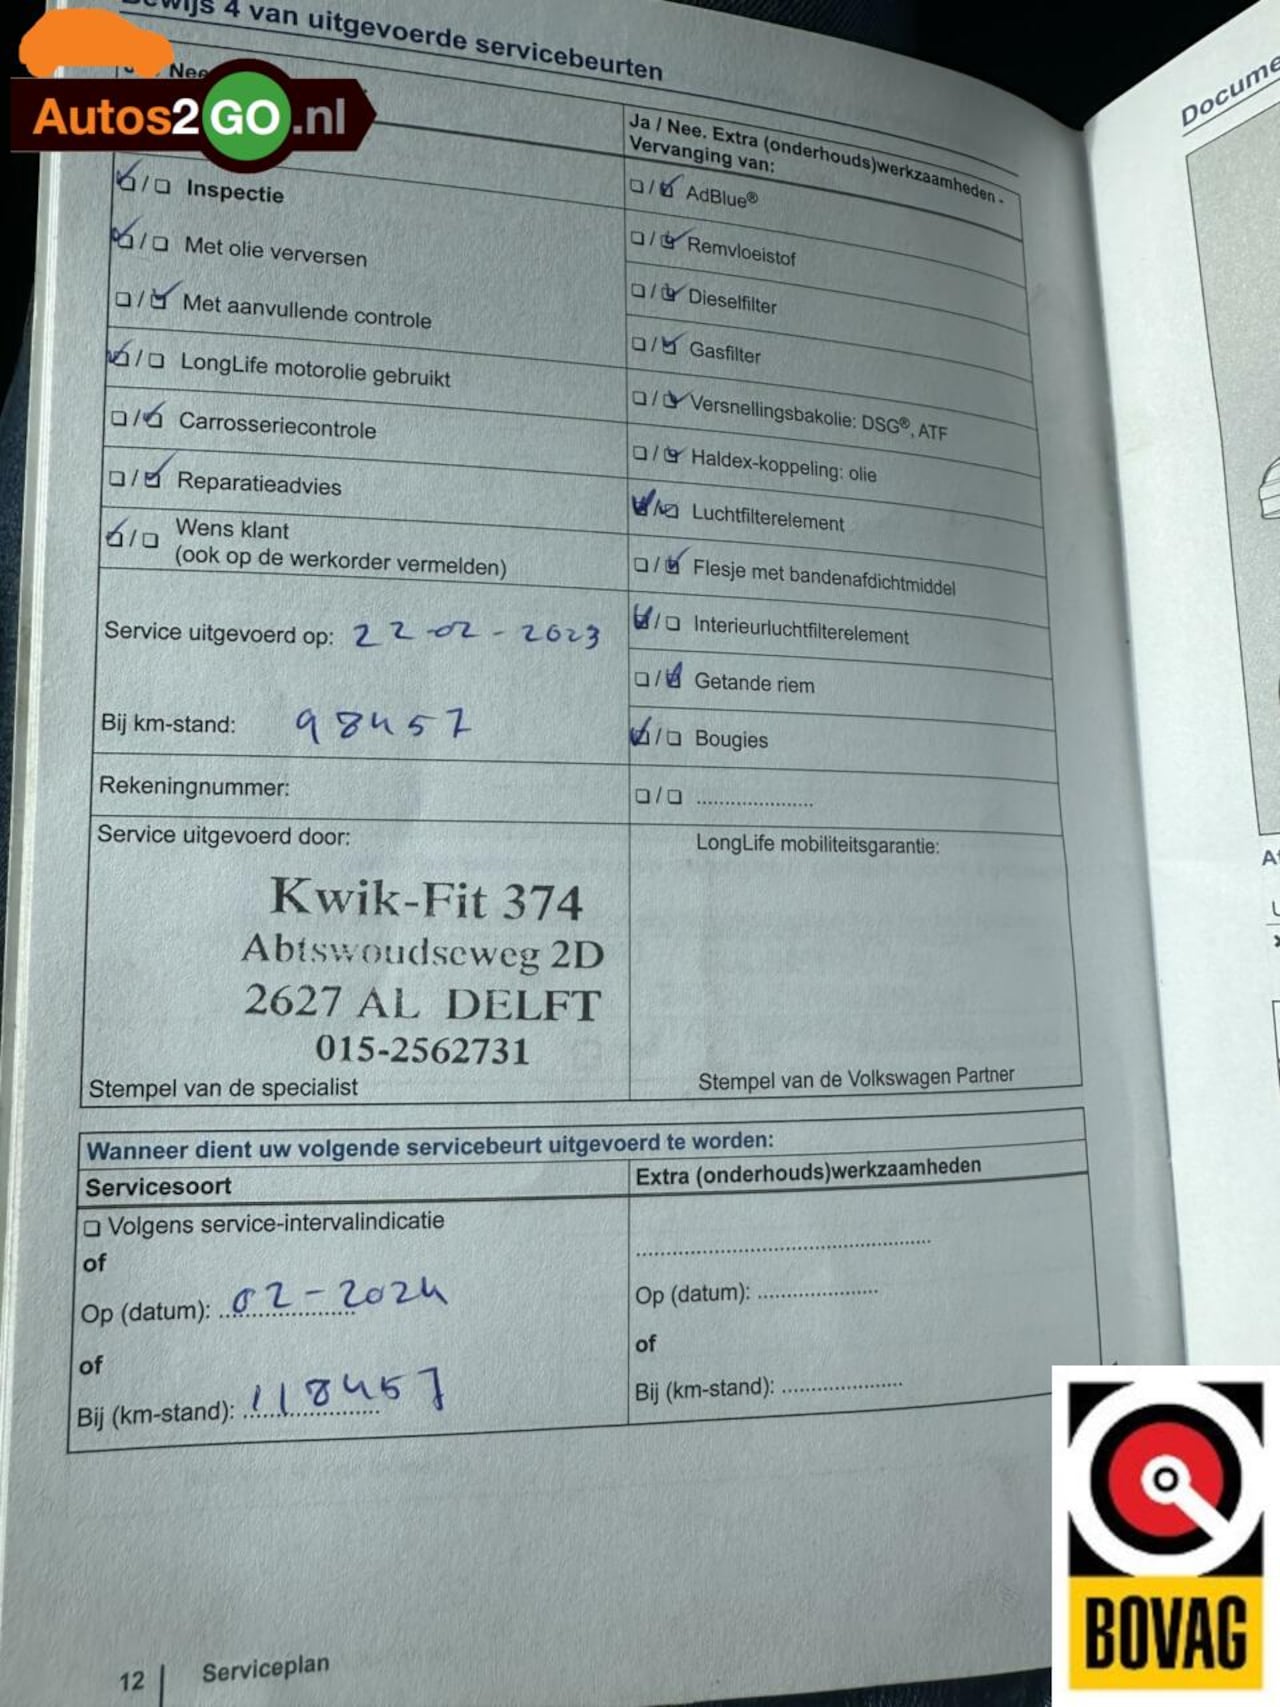 Bewijs 4 van uitgevoerde servicebeurten
Autos2GO.nl
Nee
Ja / Nee. Extra (onderhouds)werkzaamheden -
Vervanging van:
☑/☐ Inspectie
☑/☐ Met olie verversen
☐/☑ Met aanvullende controle
☑/☐ LongLife motorolie gebruikt
☐/☑ Carrosseriecontrole
☐/☑ Reparatieadvies
☑/☐ Wens klant
(ook op de werkorder vermelden)
Service uitgevoerd op: 22-02-2023
Bij km-stand: 98457
Rekeningnummer:
☐/☑ AdBlue®
☐/☑ Remvloeistof
☐/☑ Dieselfilter
☐/☑ Gasfilter
☐/☑ Versnellingsbakolie: DSG®, ATF
☐/☑ Haldex-koppeling: olie
☑/☐ Luchtfilterelement
☐/☑ Flesje met bandenafdichtmiddel
☑/☐ Interieurluchtfilterelement
☐/☑ Getande riem
☑/☐ Bougies
☐/☐ .....................
Service uitgevoerd door:
Kwik-Fit 374
Abtswoudseweg 2D
2627 AL DELFT
015-2562731
Stempel van de specialist
LongLife mobiliteitsgarantie:
Stempel van de Volkswagen Partner
Wanneer dient uw volgende servicebeurt uitgevoerd te worden:
Servicesoort
☐ Volgens service-intervalindicatie
of
Op (datum): 02-2024
of
Bij (km-stand): 118457
Extra (onderhouds)werkzaamheden
..................................................
Op (datum): .....................
of
Bij (km-stand): .....................
12 | Serviceplan
Docume
BOVAG